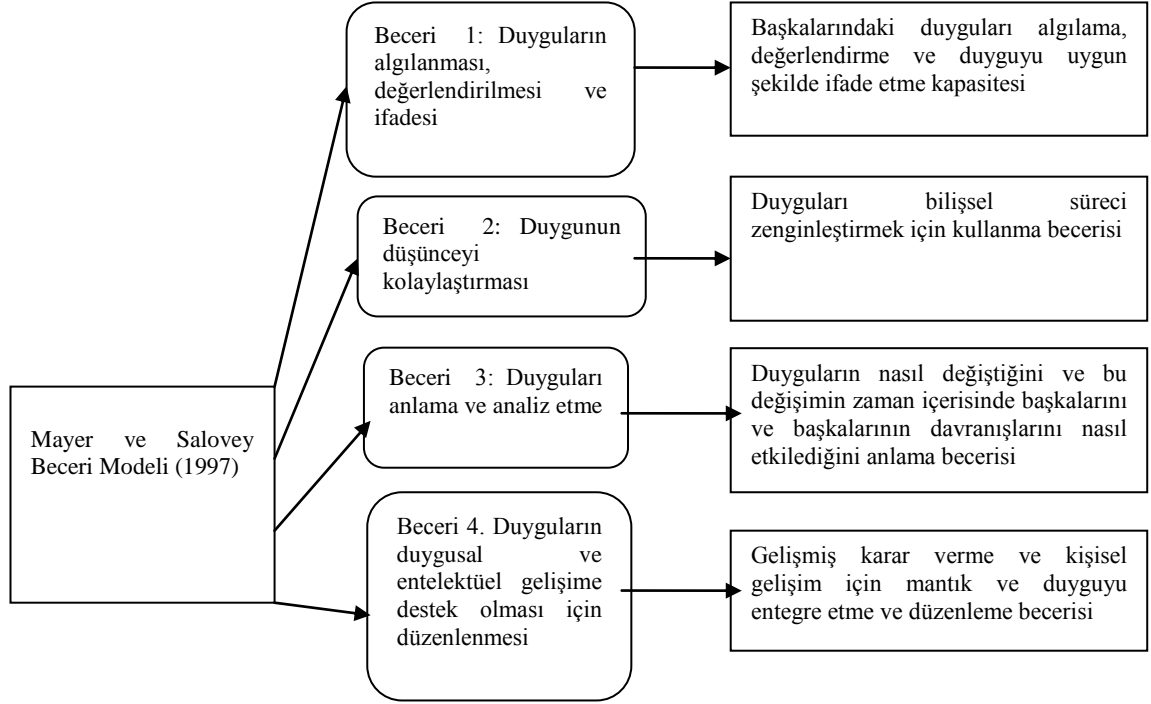 Beceri 1: Duyguların
algılanması,
değerlendirilmesi ve
ifadesi
Başkalarındaki duyguları algılama,
değerlendirme ve duyguyu uygun
şekilde ifade etme kapasitesi
Beceri 2: Duygunun
düşünceyi
kolaylaştırması
Duyguları bilişsel süreci
zenginleştirmek için kullanma becerisi
Mayer ve Salovey
Beceri Modeli (1997)
Beceri 3: Duyguları
anlama ve analiz etme
Duyguların nasıl değiştiğini ve bu
değişimin zaman içerisinde başkalarını
ve başkalarının davranışlarını nasıl
etkilediğini anlama becerisi
Beceri 4. Duyguların
duygusal ve
entelektüel gelişime
destek olması için
düzenlenmesi
Gelişmiş karar verme ve kişisel
gelişim için mantık ve duyguyu
entegre etme ve düzenleme becerisi